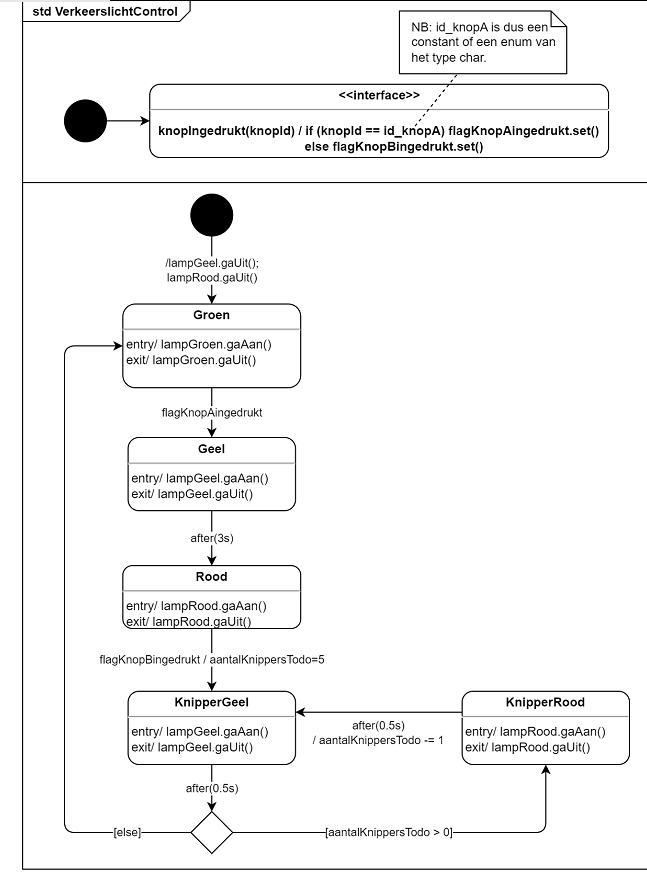 std VerkeerslichtControl
NB: id_knopA is dus een
constant of een enum van
het type char.
<<interface>>
knopIngedrukt(knopId) / if (knopId == id_knopA) flagKnopAingedrukt.set()
else flagKnopBingedrukt.set()
/lampGeel.gaUit();
lampRood.gaUit()
Groen
entry/ lampGroen.gaAan()
exit/ lampGroen.gaUit()
flagKnopAingedrukt
Geel
entry/ lampGeel.gaAan()
exit/ lampGeel.gaUit()
after(3s)
Rood
entry/ lampRood.gaAan()
exit/ lampRood.gaUit()
flagKnopBingedrukt / aantalKnippersTodo=5
KnipperGeel
entry/ lampGeel.gaAan()
exit/ lampGeel.gaUit()
KnipperRood
entry/ lampRood.gaAan()
exit/ lampRood.gaUit()
after(0.5s)
/ aantalKnippersTodo -= 1
after(0.5s)
[else]
[aantalKnippersTodo > 0]